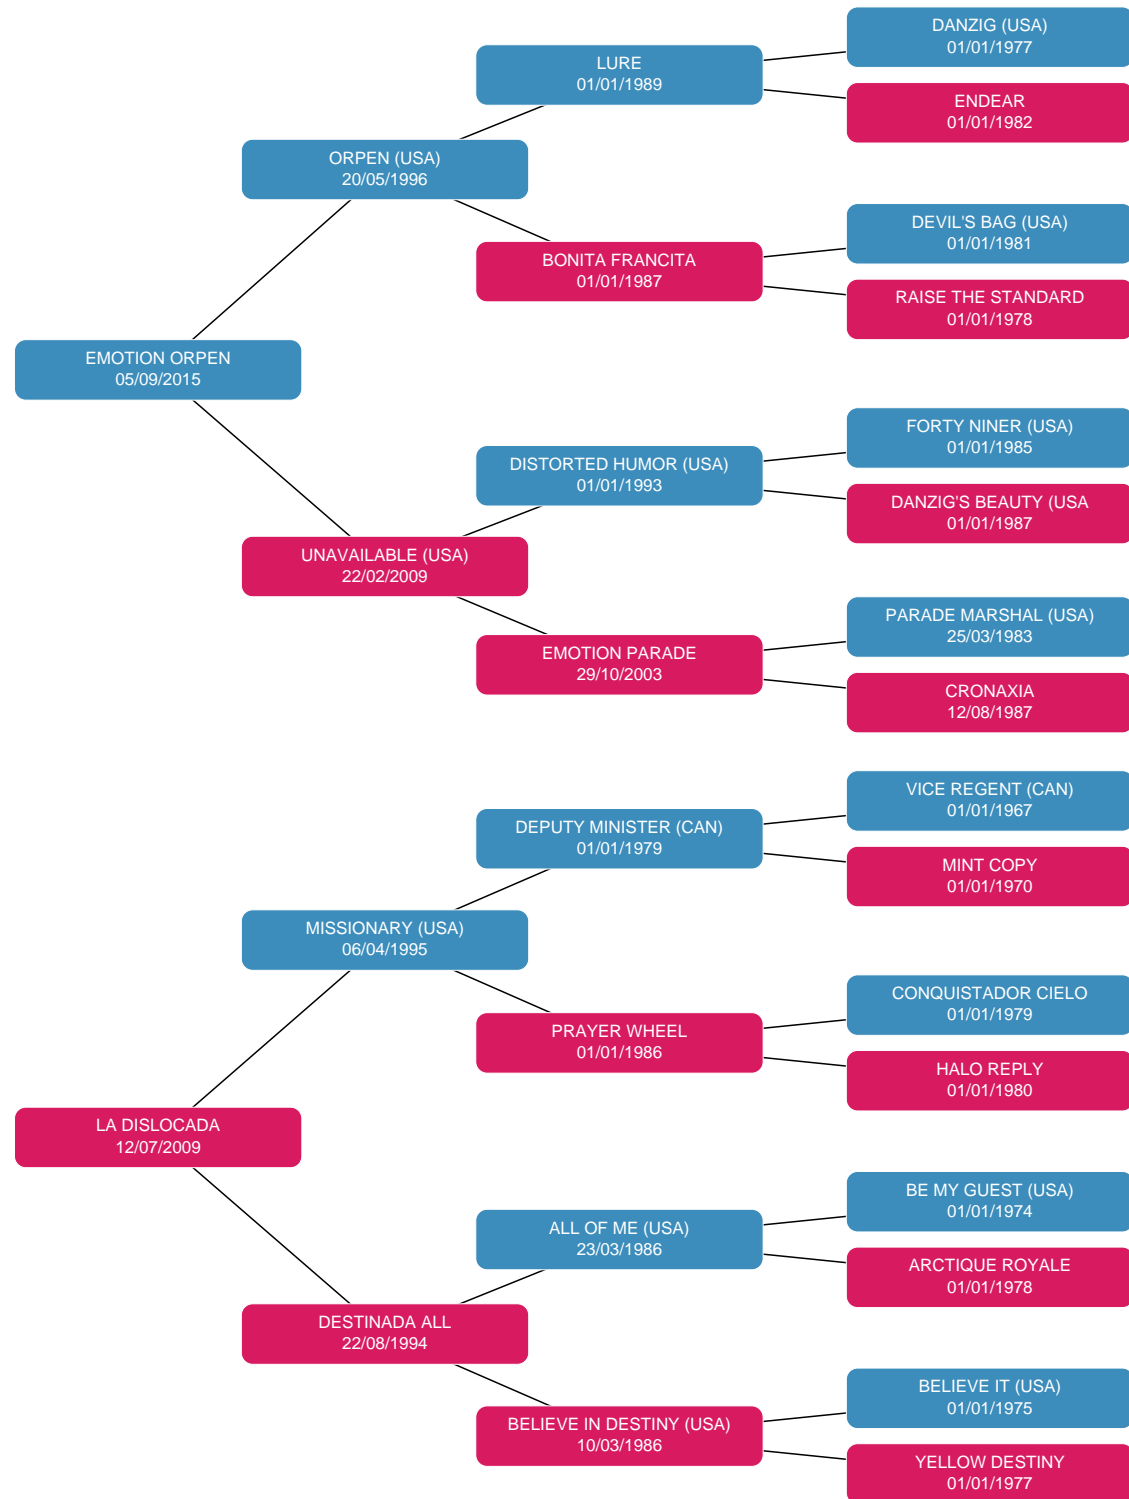 DANZIG (USA)
01/01/1977
LURE
01/01/1989
ENDEAR
01/01/1982
ORPEN (USA)
20/05/1996
DEVIL'S BAG (USA)
01/01/1981
BONITA FRANCITA
01/01/1987
RAISE THE STANDARD
01/01/1978
EMOTION ORPEN
05/09/2015
FORTY NINER (USA)
01/01/1985
DISTORTED HUMOR (USA)
01/01/1993
DANZIG'S BEAUTY (USA
01/01/1987
UNAVAILABLE (USA)
22/02/2009
PARADE MARSHAL (USA)
25/03/1983
EMOTION PARADE
29/10/2003
CRONAXIA
12/08/1987
VICE REGENT (CAN)
01/01/1967
DEPUTY MINISTER (CAN)
01/01/1979
MINT COPY
01/01/1970
MISSIONARY (USA)
06/04/1995
CONQUISTADOR CIELO
01/01/1979
PRAYER WHEEL
01/01/1986
HALO REPLY
01/01/1980
LA DISLOCADA
12/07/2009
BE MY GUEST (USA)
01/01/1974
ALL OF ME (USA)
23/03/1986
ARCTIQUE ROYALE
01/01/1978
DESTINADA ALL
22/08/1994
BELIEVE IT (USA)
01/01/1975
BELIEVE IN DESTINY (USA)
10/03/1986
YELLOW DESTINY
01/01/1977